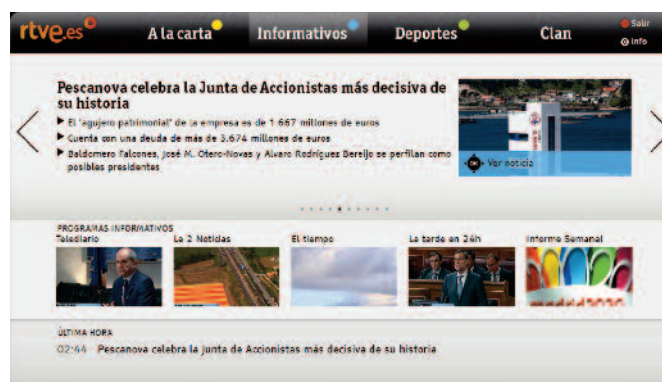 rtve.es
A la carta
Informativos
Deportes
Clan
Salir
Info
Pescanova celebra la Junta de Accionistas más decisiva de
su historia
El 'agujero patrimonial' de la empresa es de 1 667 millones de euros
Cuenta con una deuda de más de 3.674 millones de euros
Baldomero Falcones, José M. Otero-Novas y Alvaro Rodríguez Bereijo se perfilan como
posibles presidentes
OK
Ver noticia
PROGRAMAS INFORMATIVOS
Telediario
La 2 Noticias
El tiempo
La tarde en 24h
Informe Semanal
madrid2020
ÚLTIMA HORA
02:44 Pescanova celebra la Junta de Accionistas más decisiva de su historia